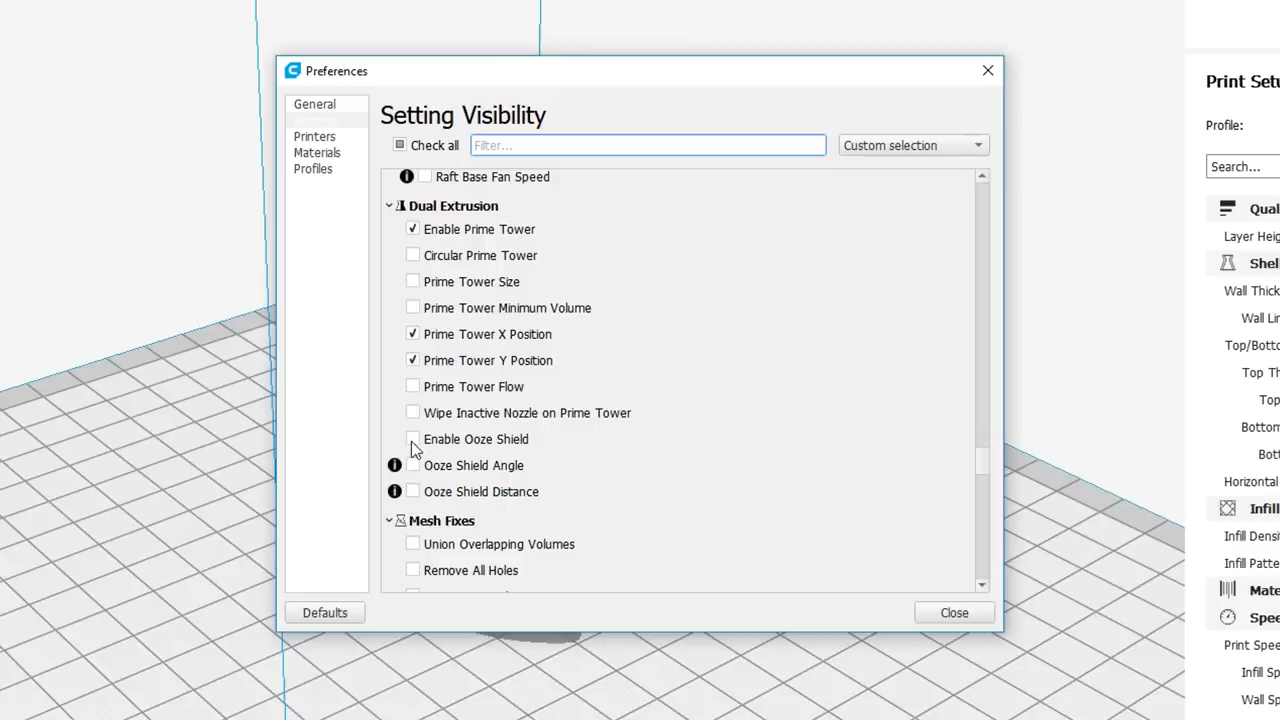 Preferences
General
Printers
Materials
Profiles
Setting Visibility
Check all
Filter...
Custom selection
Raft Base Fan Speed
Dual Extrusion
Enable Prime Tower
Circular Prime Tower
Prime Tower Size
Prime Tower Minimum Volume
Prime Tower X Position
Prime Tower Y Position
Prime Tower Flow
Wipe Inactive Nozzle on Prime Tower
Enable Ooze Shield
Ooze Shield Angle
Ooze Shield Distance
Mesh Fixes
Union Overlapping Volumes
Remove All Holes
Defaults
Close
Print Setu
Profile:
Search...
Qual
Layer Heig
Shell
Wall Thick
Wall Lin
Top/Botto
Top Th
Top
Bottom
Bott
Horizontal
Infill
Infill Densi
Infill Patte
Mate
Spee
Print Spee
Infill Sp
Wall Sp